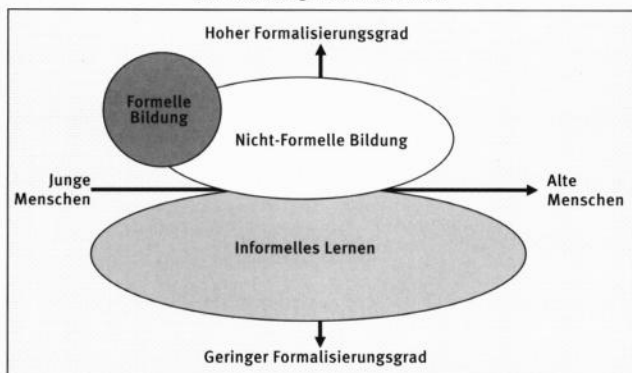 Hoher Formalisierungsgrad
Formelle
Bildung
Nicht-Formelle Bildung
Junge
Menschen
Alte
Menschen
Informelles Lernen
Geringer Formalisierungsgrad